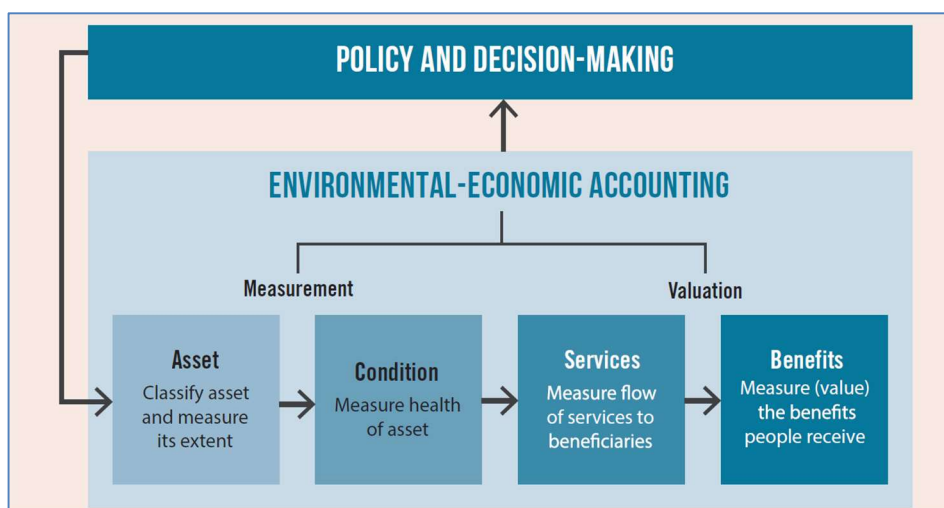 POLICY AND DECISION-MAKING
ENVIRONMENTAL-ECONOMIC ACCOUNTING
Measurement
Valuation
Asset
Classify asset
and measure
its extent
Condition
Measure health
of asset
Services
Measure flow
of services to
beneficiaries
Benefits
Measure (value)
the benefits
people receive